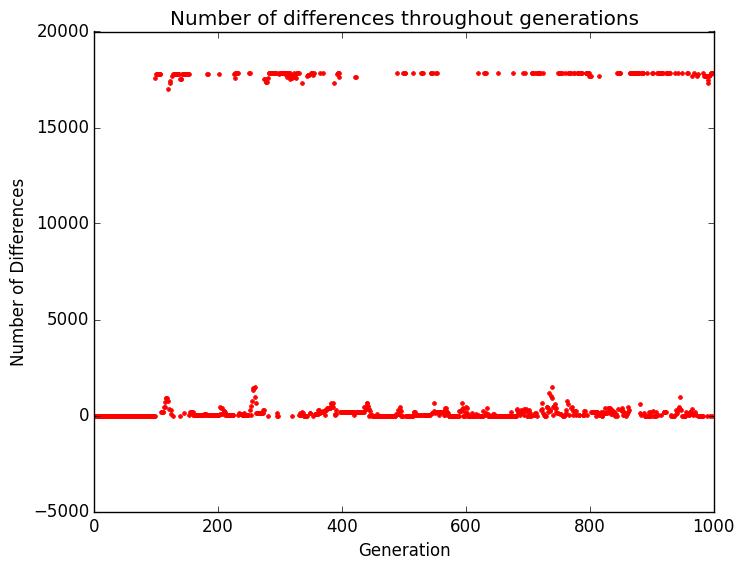 Number of differences throughout generations
20000
15000
10000
5000
0
−5000
0 200 400 600 800 1000
Number of Differences
Generation